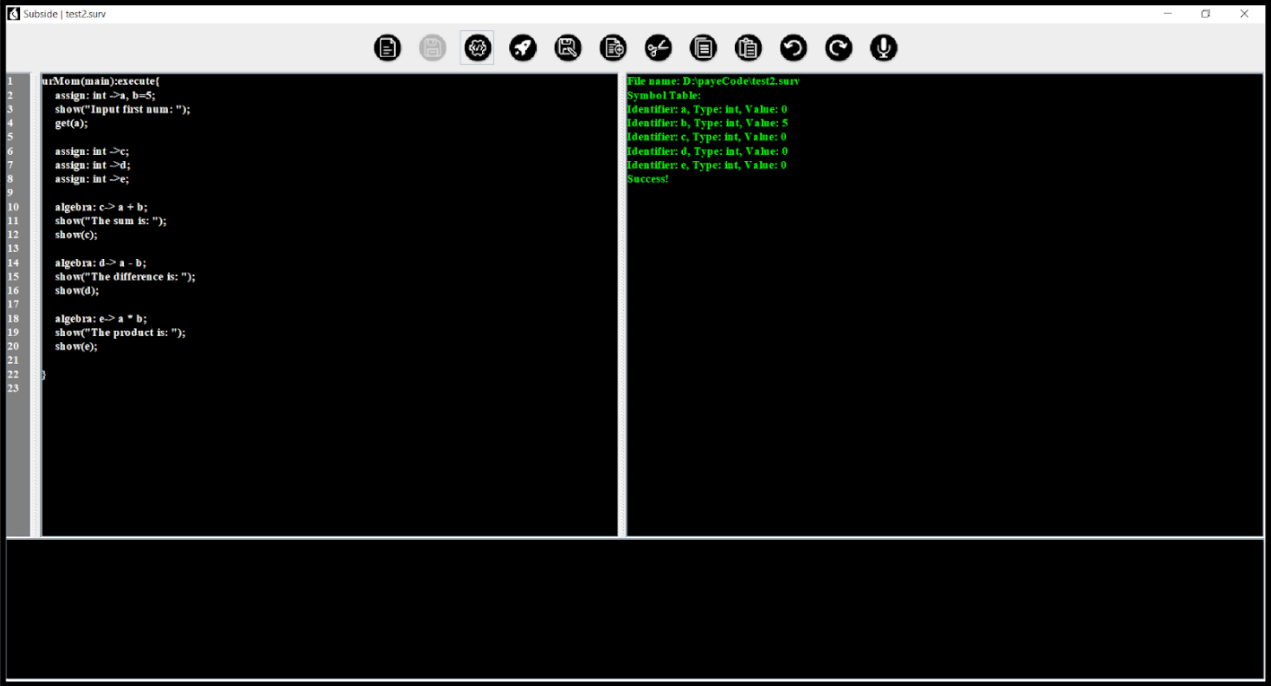 Subside | test2.surv
1 urMom(main):execute{
2 assign: int ->a, b=5;
3 show("Input first num: ");
4 get(a);
5
6 assign: int ->c;
7 assign: int ->d;
8 assign: int ->e;
9
10 algebra: c-> a + b;
11 show("The sum is: ");
12 show(c);
13
14 algebra: d-> a - b;
15 show("The difference is: ");
16 show(d);
17
18 algebra: e-> a * b;
19 show("The product is: ");
20 show(e);
21
22 }
23
File name: D:\payeCode\test2.surv
Symbol Table:
Identifier: a, Type: int, Value: 0
Identifier: b, Type: int, Value: 5
Identifier: c, Type: int, Value: 0
Identifier: d, Type: int, Value: 0
Identifier: e, Type: int, Value: 0
Success!